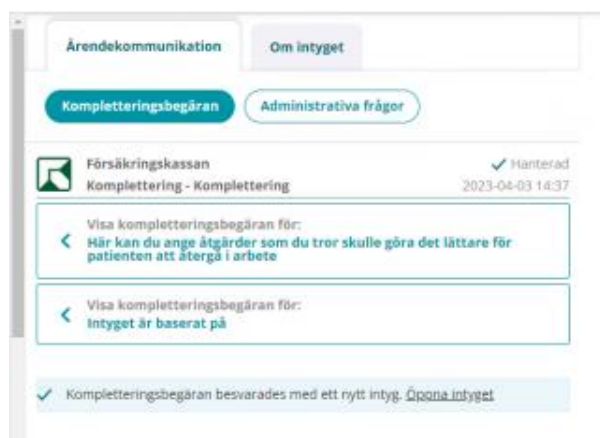 Ärendekommunikation Om intyget
Kompletteringsbegäran Administrativa frågor
Försäkringskassan Hanterad
Komplettering - Komplettering 2023-04-03 14:37
Visa kompletteringsbegäran för:
Här kan du ange åtgärder som du tror skulle göra det lättare för
patienten att återgå i arbete
Visa kompletteringsbegäran för:
Intyget är baserat på
Kompletteringsbegäran besvarades med ett nytt intyg. Öppna intyget